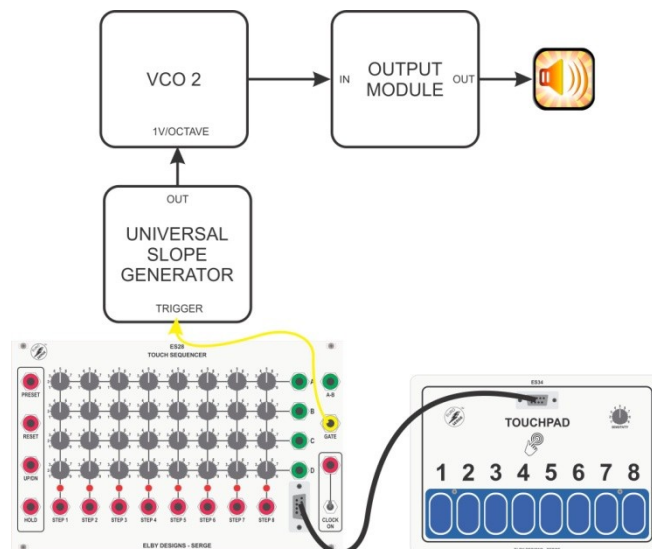 VCO 2
1V/OCTAVE
IN
OUTPUT
MODULE
OUT
OUT
UNIVERSAL
SLOPE
GENERATOR
TRIGGER
ES28
TOUCH SEQUENCER
PRESET
RESET
UP/DN
HOLD
A
B
C
D
A-B
GATE
CLOCK
ON
STEP 1
STEP 2
STEP 3
STEP 4
STEP 5
STEP 6
STEP 7
STEP 8
ELBY DESIGNS - SERGE
ES34
TOUCHPAD
SENSITIVITY
1 2 3 4 5 6 7 8